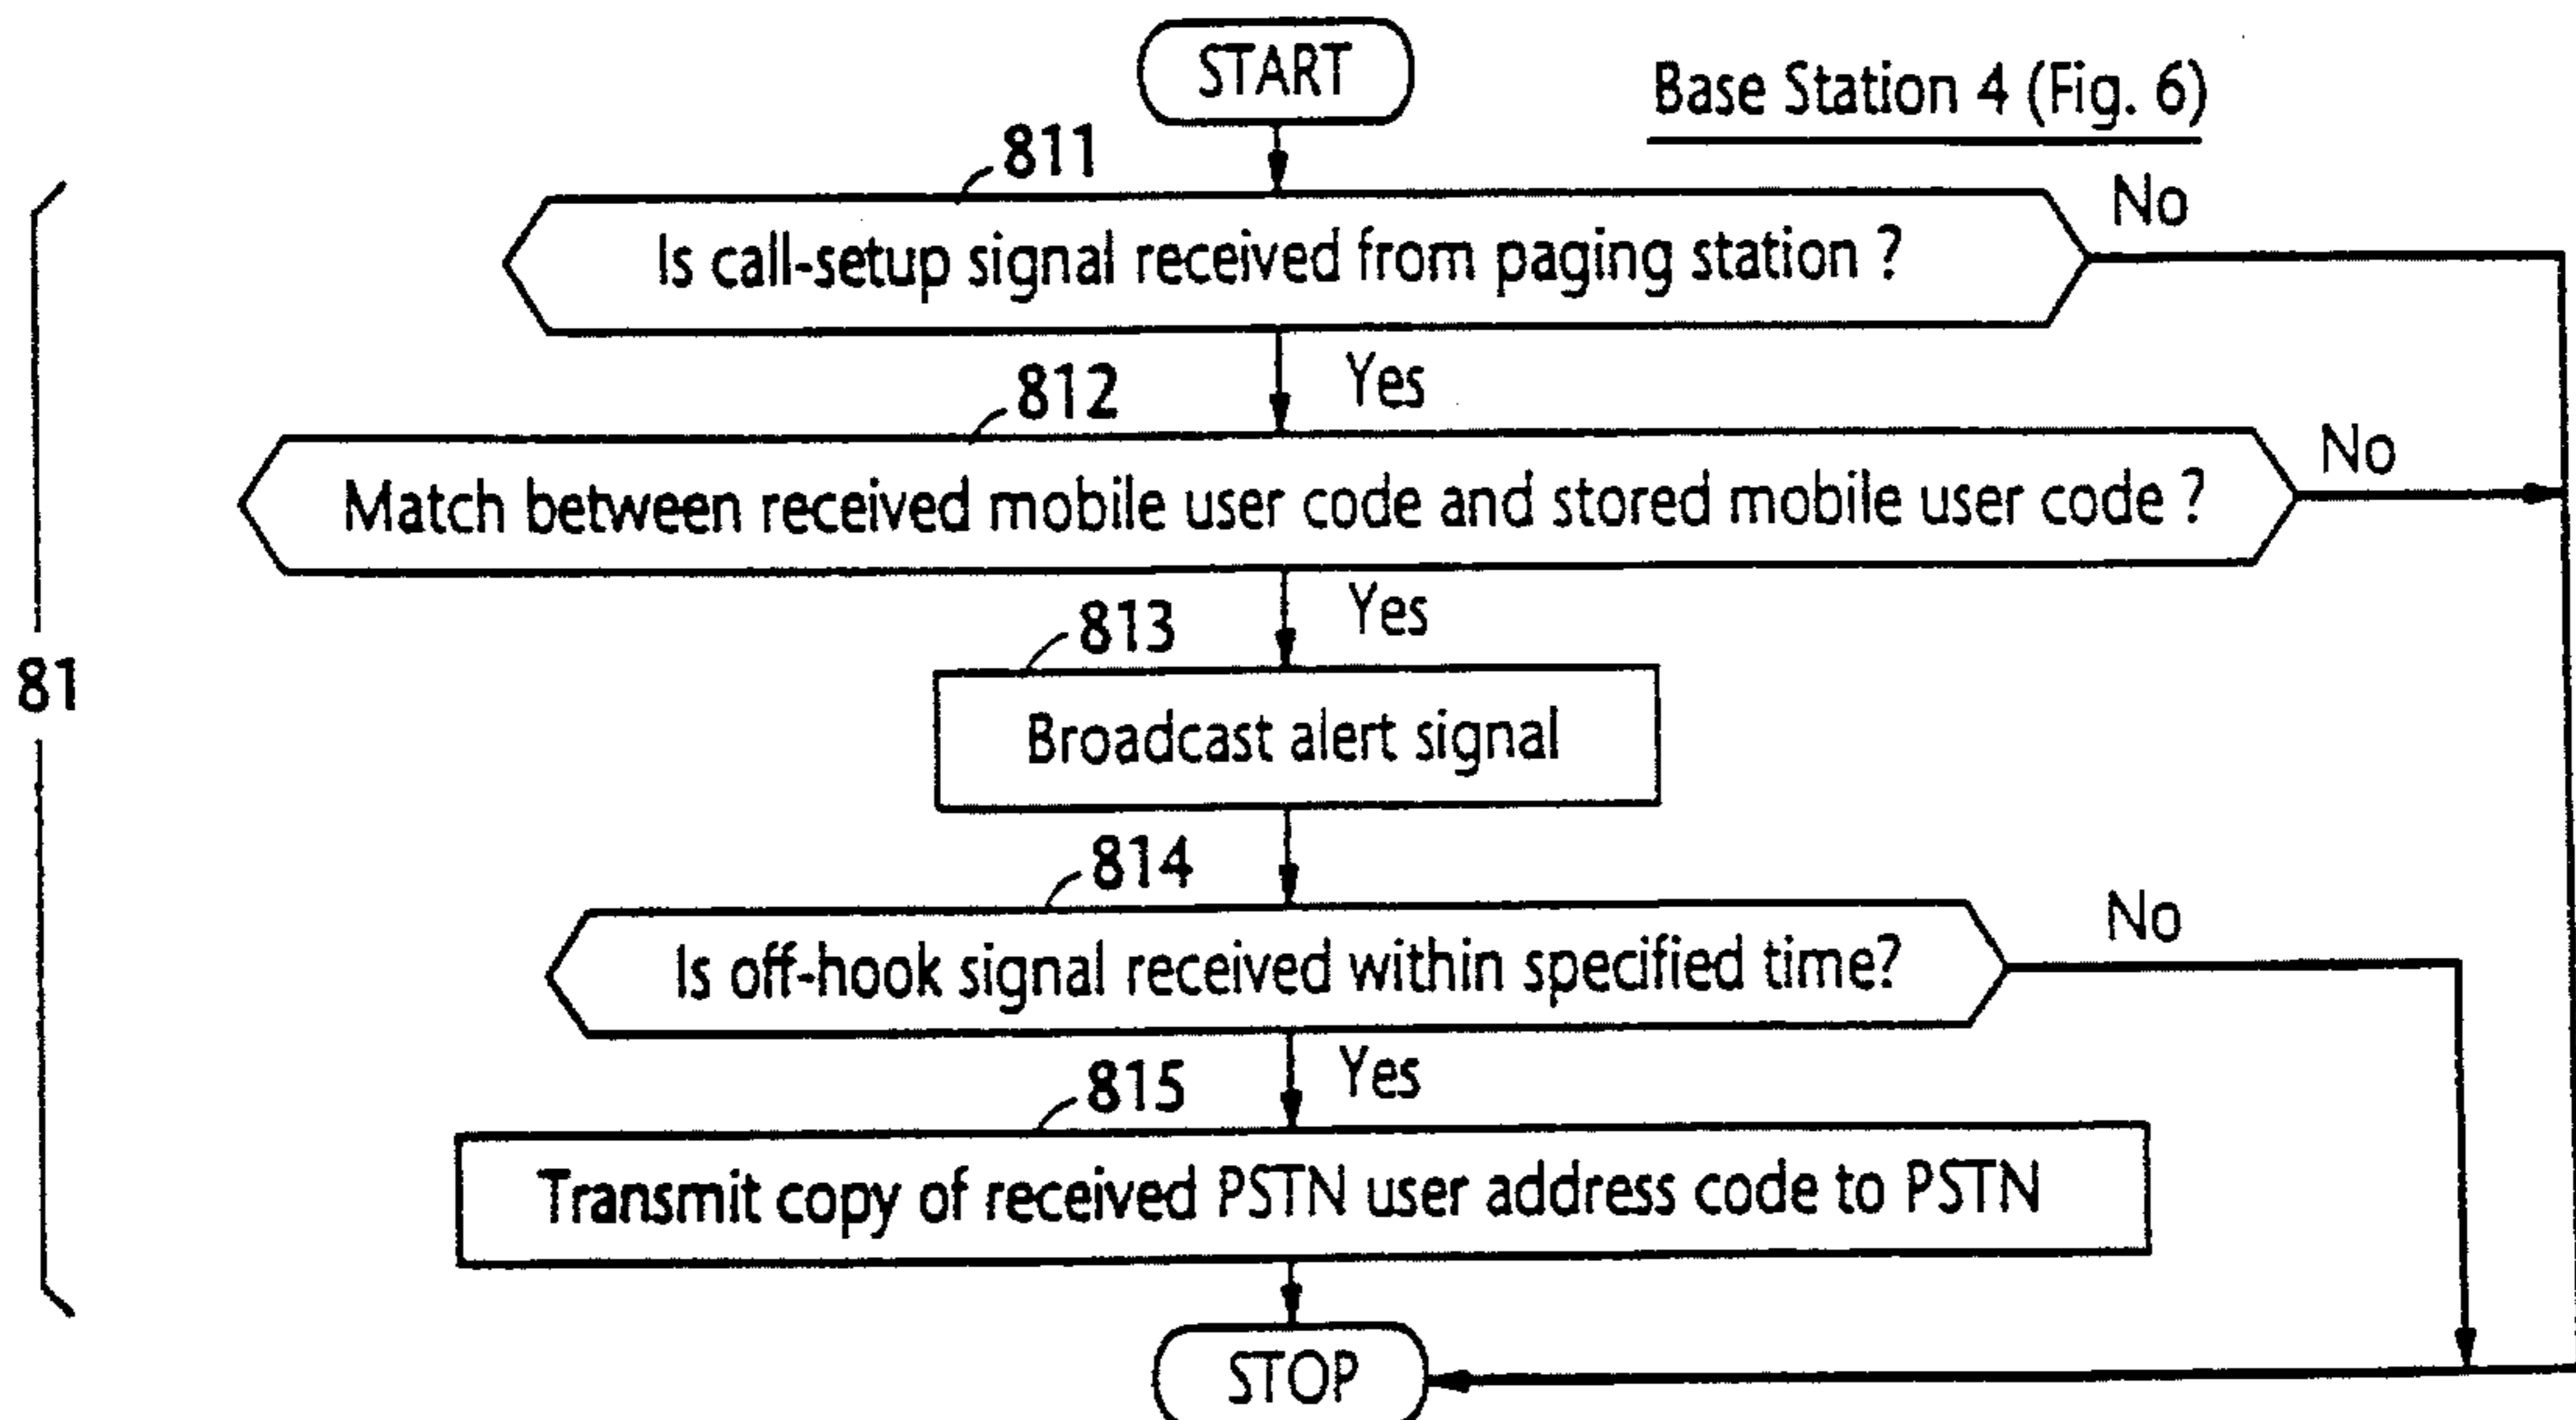 START
Base Station 4 (Fig. 6)
811
Is call-setup signal received from paging station ?
No
Yes
812
Match between received mobile user code and stored mobile user code ?
No
Yes
813
81
Broadcast alert signal
814
Is off-hook signal received within specified time?
No
Yes
815
Transmit copy of received PSTN user address code to PSTN
STOP